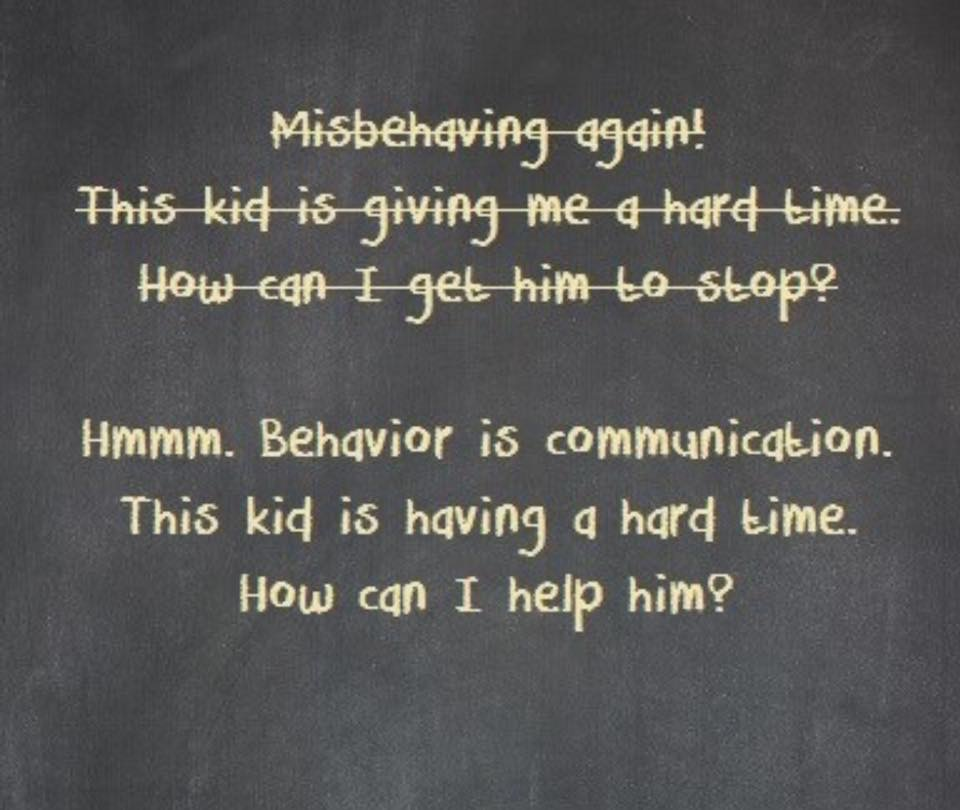 Misbehaving again!
This kid is giving me a hard time.
How can I get him to stop?
Hmmm. Behavior is communication.
This kid is having a hard time.
How can I help him?